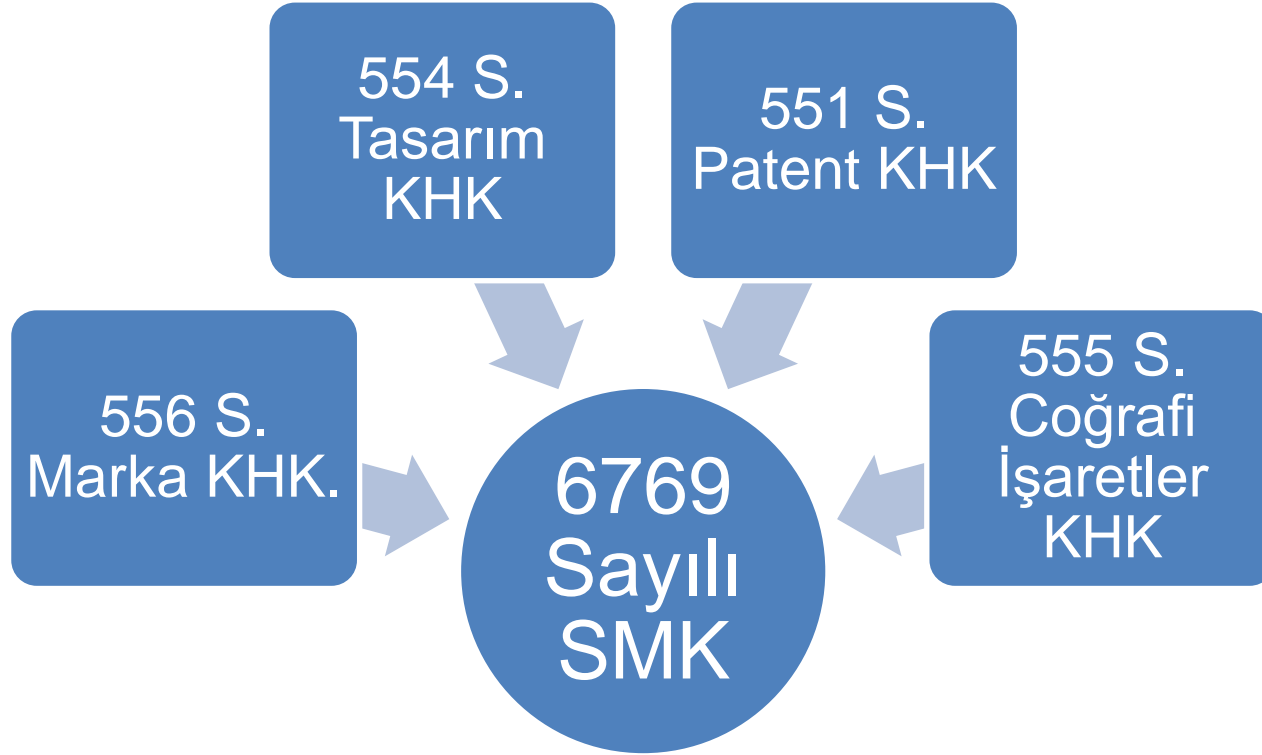 554 S.
Tasarım
KHK
551 S.
Patent KHK
556 S.
Marka KHK.
555 S.
Coğrafi
İşaretler
KHK
6769
Sayılı
SMK